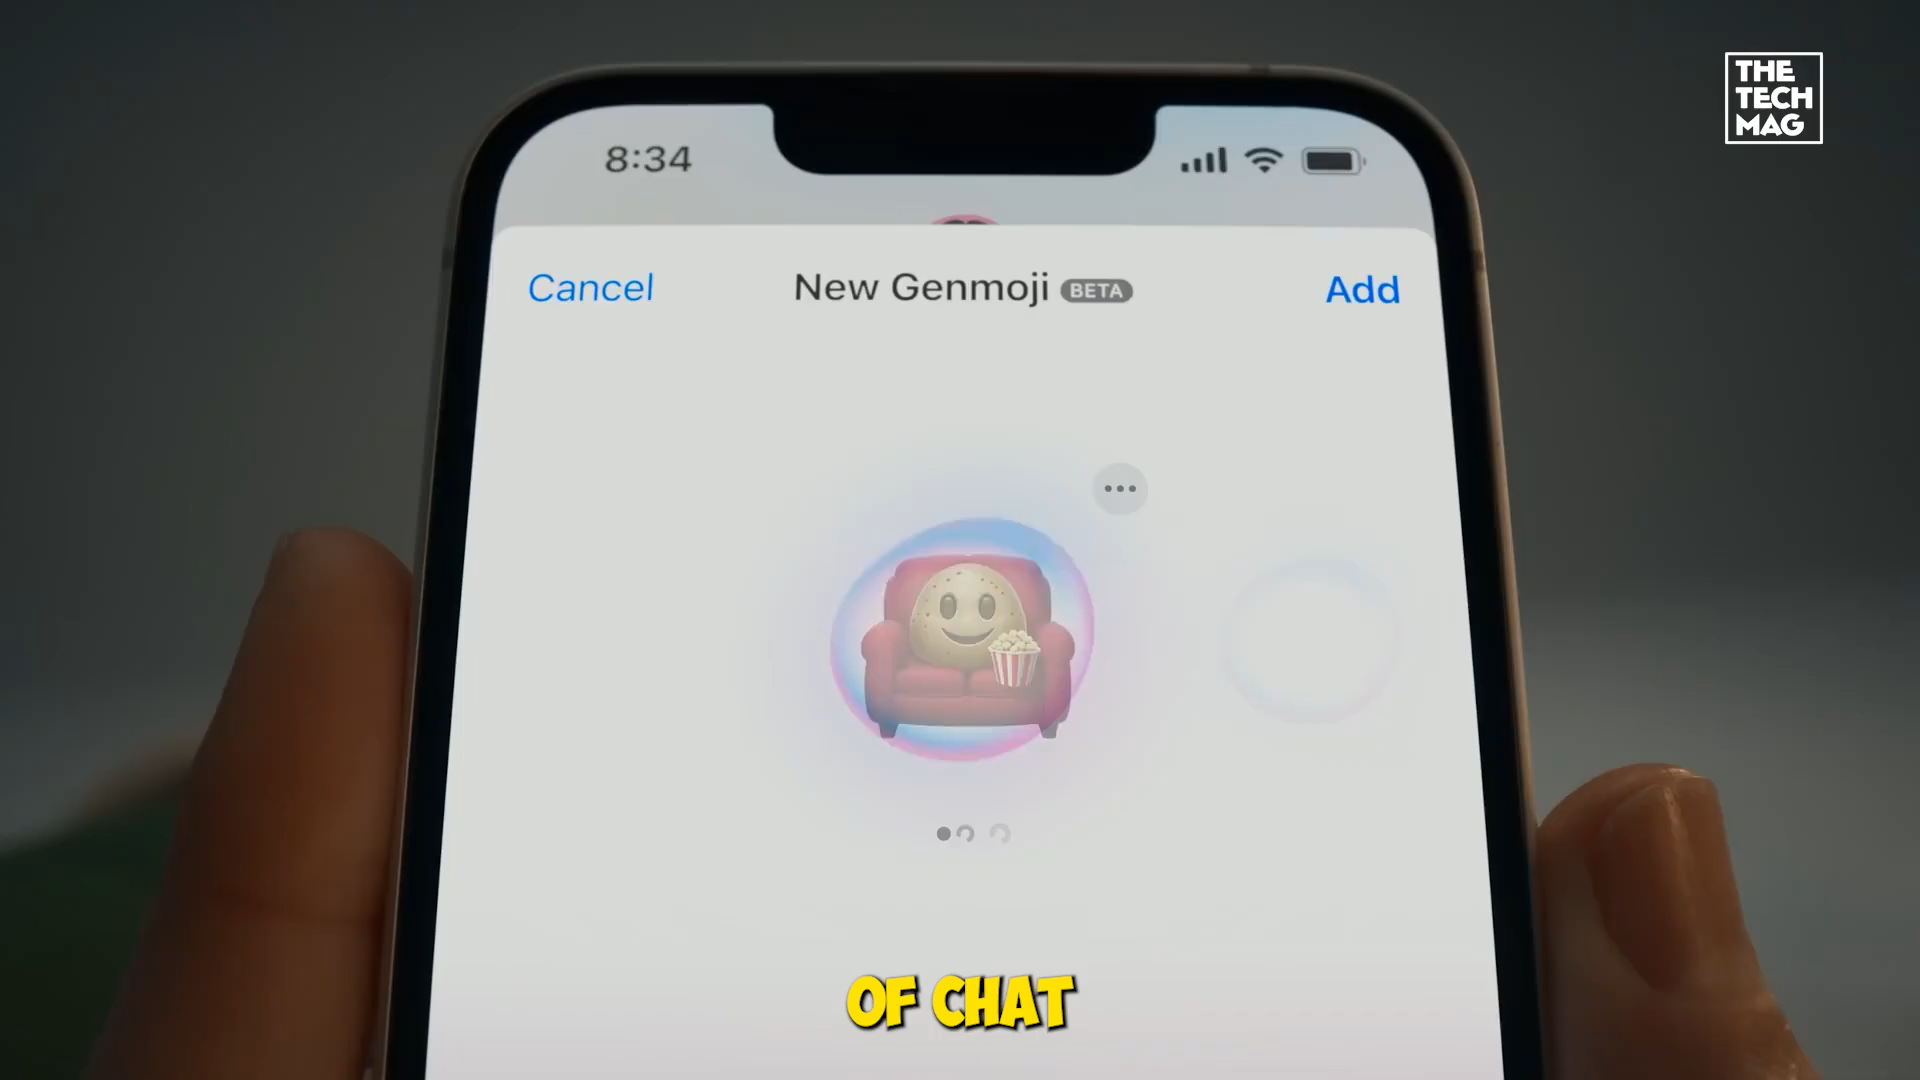 THE
TECH
MAG
8:34
Cancel
New Genmoji BETA
Add
OF CHAT